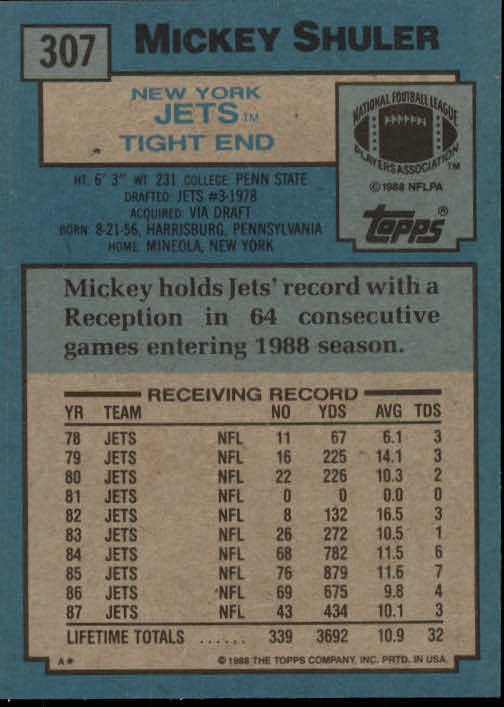 307 MICKEY SHULER
NEW YORK
JETS™
TIGHT END
NATIONAL FOOTBALL LEAGUE
PLAYERS ASSOCIATION™
©1988 NFLPA
topps®
HT. 6' 3" WT 231 COLLEGE: PENN STATE
DRAFTED: JETS #3-1978
ACQUIRED: VIA DRAFT
BORN: 8-21-56, HARRISBURG, PENNSYLVANIA
HOME: MINEOLA, NEW YORK
Mickey holds Jets' record with a
Reception in 64 consecutive
games entering 1988 season.
RECEIVING RECORD
YR TEAM NO YDS AVG TDS
78 JETS NFL 11 67 6.1 3
79 JETS NFL 16 225 14.1 3
80 JETS NFL 22 226 10.3 2
81 JETS NFL 0 0 0.0 0
82 JETS NFL 8 132 16.5 3
83 JETS NFL 26 272 10.5 1
84 JETS NFL 68 782 11.5 6
85 JETS NFL 76 879 11.6 7
86 JETS NFL 69 675 9.8 4
87 JETS NFL 43 434 10.1 3
LIFETIME TOTALS ...... 339 3692 10.9 32
A* ©1988 THE TOPPS COMPANY, INC. PRTD. IN USA.